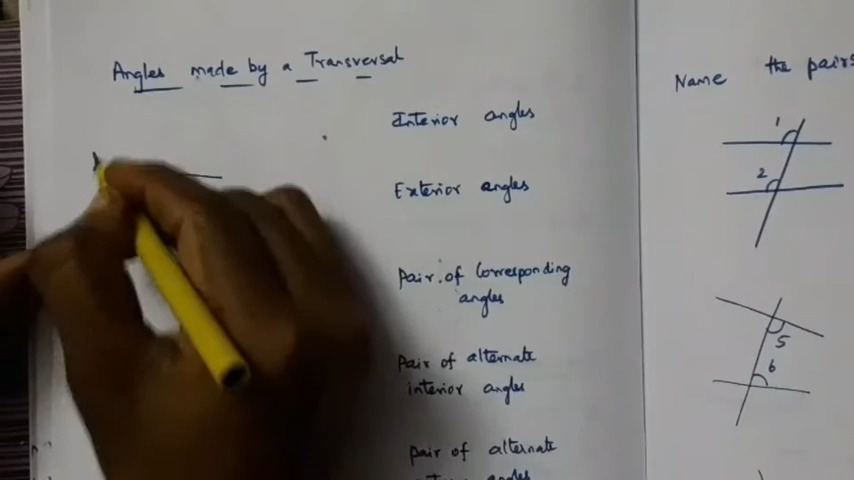 Angles made by a Transversal
Interior angles
Exterior angles
Pair of Corresponding
angles
Pair of alternate
interior angles
pair of alternate
angles
Name the pairs
1
2
5
6